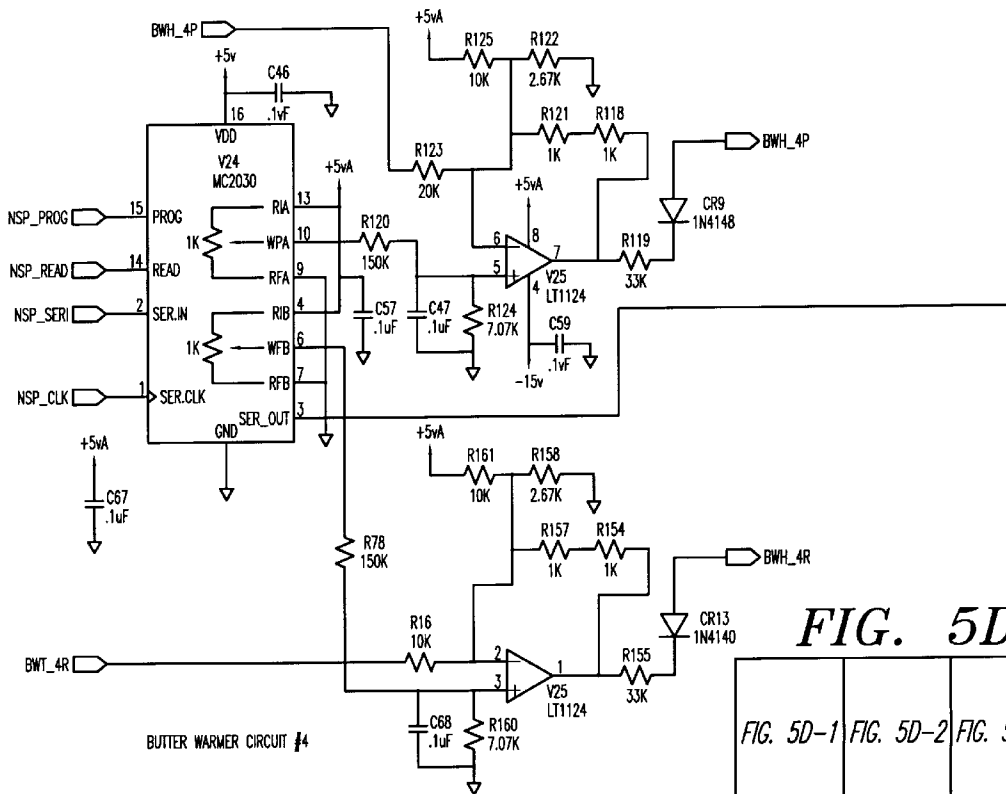 BWH_4P
+5vA
R125
10K
R122
2.67K
+5v
C46
.1vF
16
VDD
V24
MC2030
R121
1K
R118
1K
BWH_4P
R123
20K
+5vA
+5vA
CR9
1N4148
NSP_PROG
15
PROG
RIA
13
1K
WPA
10
R120
150K
6
8
7
5
4
V25
LT1124
R119
33K
NSP_READ
14
READ
RFA
9
C57
.1uF
C47
.1uF
R124
7.07K
NSP_SERI
2
SER.IN
RIB
4
C59
.1vF
1K
WFB
6
-15v
RFB
7
NSP_CLK
1
SER.CLK
SER_OUT
3
GND
+5vA
C67
.1uF
+5vA
R161
10K
R158
2.67K
R78
150K
R157
1K
R154
1K
BWH_4R
CR13
1N4140
BWT_4R
R16
10K
2
3
1
V25
LT1124
R155
33K
C68
.1uF
R160
7.07K
BUTTER WARMER CIRCUIT #4
FIG. 5D
FIG. 5D-1
FIG. 5D-2
FIG.